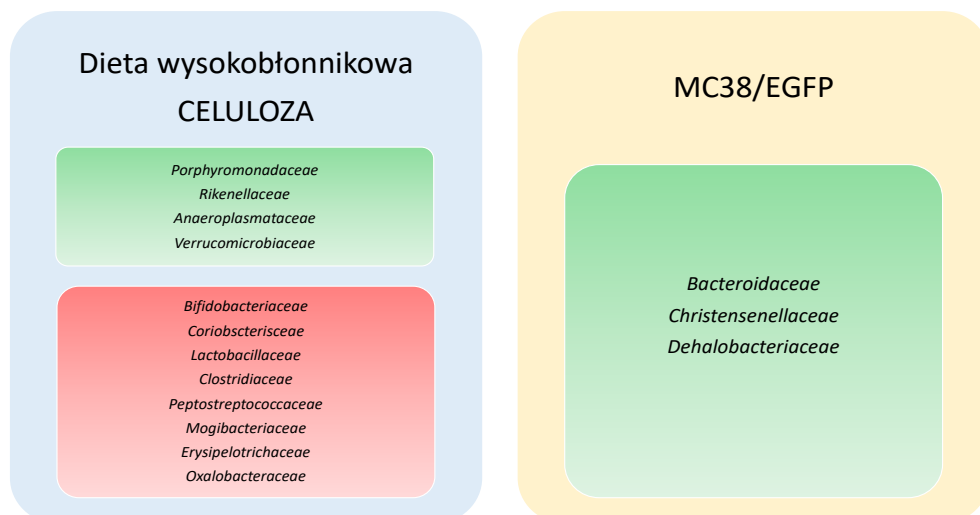 Dieta wysokobłonnikowa
CELULOZA
Porphyromonadaceae
Rikenellaceae
Anaeroplasmataceae
Verrucomicrobiaceae
Bifidobacteriaceae
Coriobscterisceae
Lactobacillaceae
Clostridiaceae
Peptostreptococcaceae
Mogibacteriaceae
Erysipelotrichaceae
Oxalobacteraceae
MC38/EGFP
Bacteroidaceae
Christensenellaceae
Dehalobacteriaceae